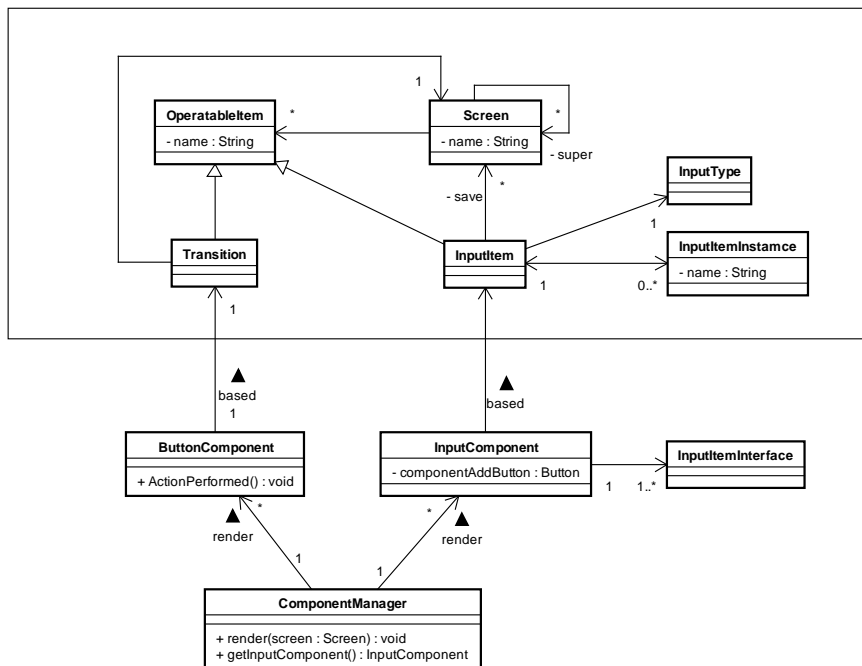 1
OperatableItem
- name : String
*
Screen
- name : String
*
- super
- save
*
InputType
1
Transition
InputItem
InputItemInstamce
- name : String
1
0..*
1
based
1
based
ButtonComponent
+ ActionPerformed() : void
InputComponent
- componentAddButton : Button
InputItemInterface
1
1..*
*
render
*
render
1
1
ComponentManager
+ render(screen : Screen) : void
+ getInputComponent() : InputComponent